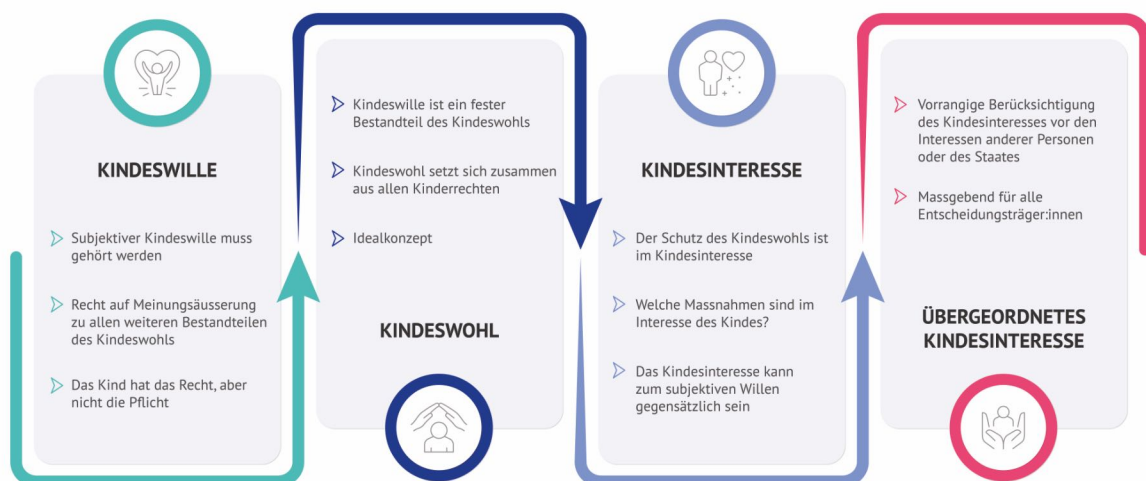 KINDESWILLE
Subjektiver Kindeswille muss
gehört werden
Recht auf Meinungsäusserung
zu allen weiteren Bestandteilen
des Kindeswohls
Das Kind hat das Recht, aber
nicht die Pflicht
Kindeswille ist ein fester
Bestandteil des Kindeswohls
Kindeswohl setzt sich zusammen
aus allen Kinderrechten
Idealkonzept
KINDESWOHL
KINDESINTERESSE
Der Schutz des Kindeswohls ist
im Kindesinteresse
Welche Massnahmen sind im
Interesse des Kindes?
Das Kindesinteresse kann
zum subjektiven Willen
gegensätzlich sein
Vorrangige Berücksichtigung
des Kindesinteresses vor den
Interessen anderer Personen
oder des Staates
Massgebend für alle
Entscheidungsträger:innen
ÜBERGEORDNETES
KINDESINTERESSE